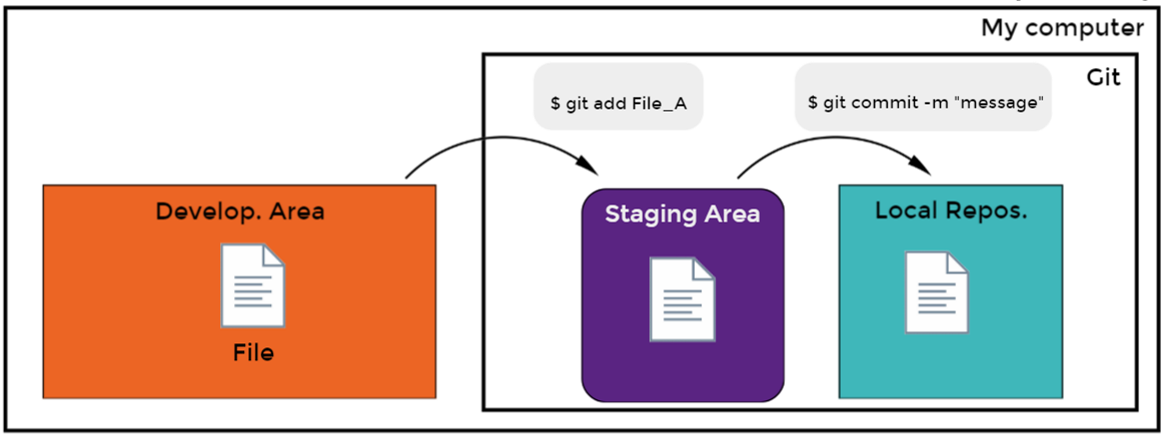 My computer
Git
$ git add File_A
$ git commit -m "message"
Develop. Area
Staging Area
Local Repos.
File